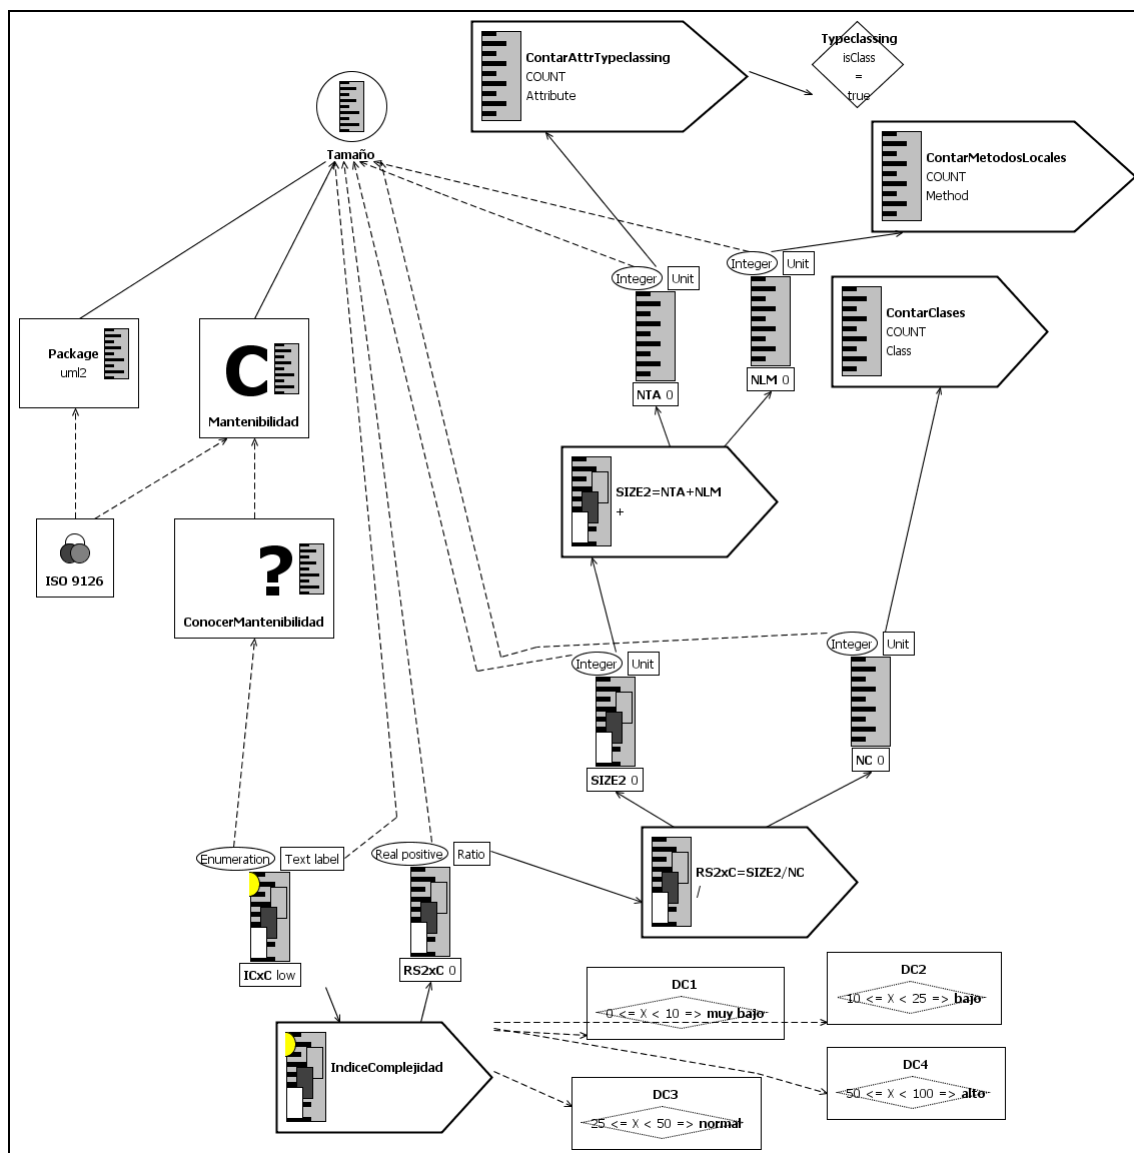 ContarAttrTypeclassing
COUNT
Attribute
Typeclassing
isClass
=
true
Tamaño
ContarMetodosLocales
COUNT
Method
Integer
Unit
Integer
Unit
ContarClases
COUNT
Class
Package
uml2
C
Mantenibilidad
NTA 0
NLM 0
SIZE2=NTA+NLM
+
ISO 9126
?
ConocerMantenibilidad
Integer
Unit
Integer
Unit
SIZE2 0
NC 0
Enumeration
Text label
Real positive
Ratio
RS2xC=SIZE2/NC
/
ICxC low
RS2xC 0
DC1
0 <= X < 10 => muy bajo
DC2
10 <= X < 25 => bajo
IndiceComplejidad
DC3
25 <= X < 50 => normal
DC4
50 <= X < 100 => alto